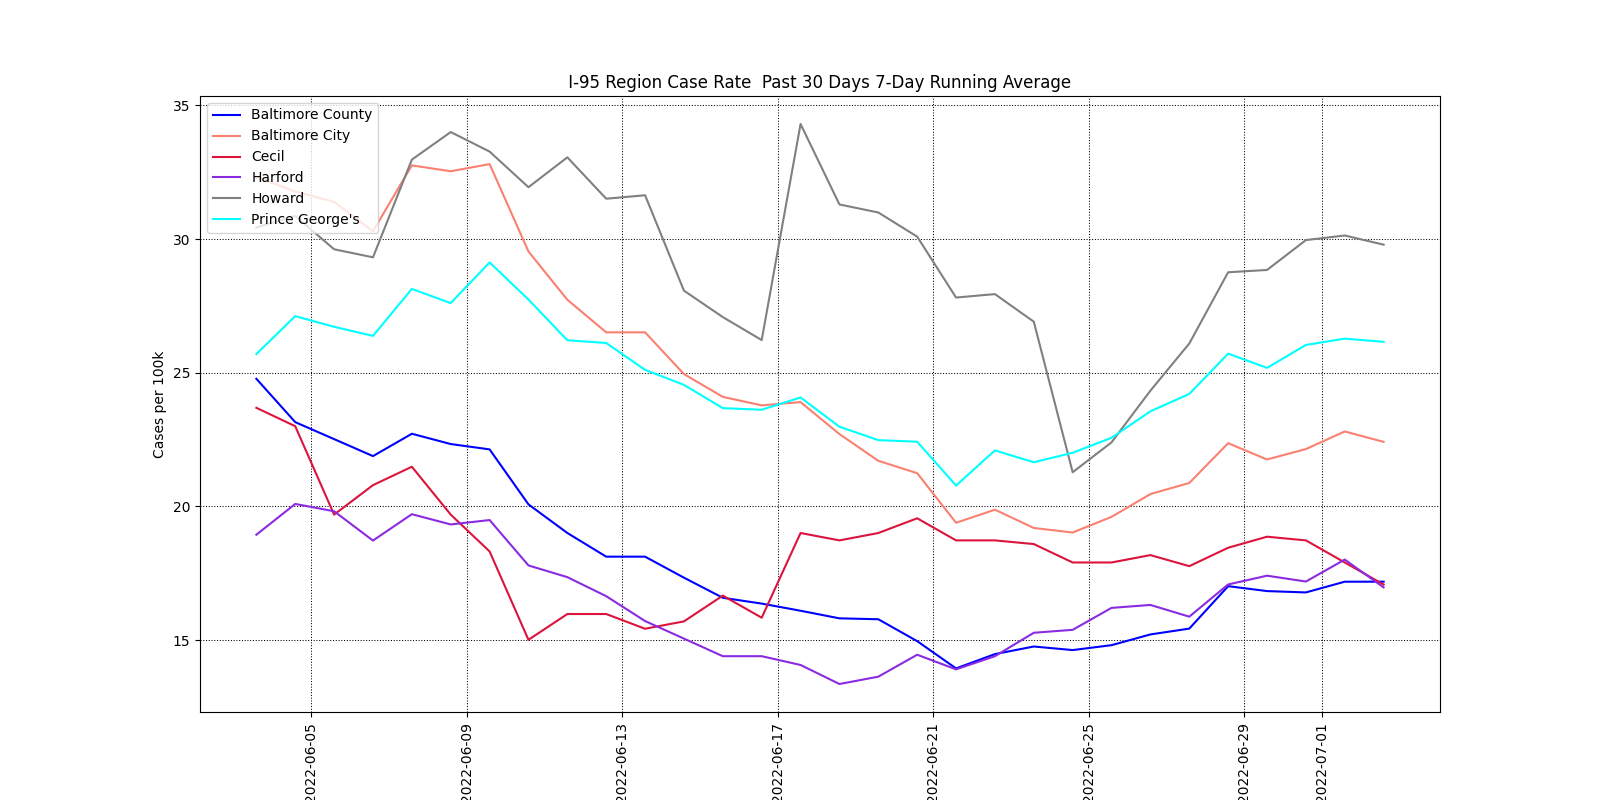 I-95 Region Case Rate  Past 30 Days 7-Day Running Average
35
30
25
20
15
Cases per 100k
Baltimore County
Baltimore City
Cecil
Harford
Howard
Prince George's
2022-06-05
2022-06-09
2022-06-13
2022-06-17
2022-06-21
2022-06-25
2022-06-29
2022-07-01